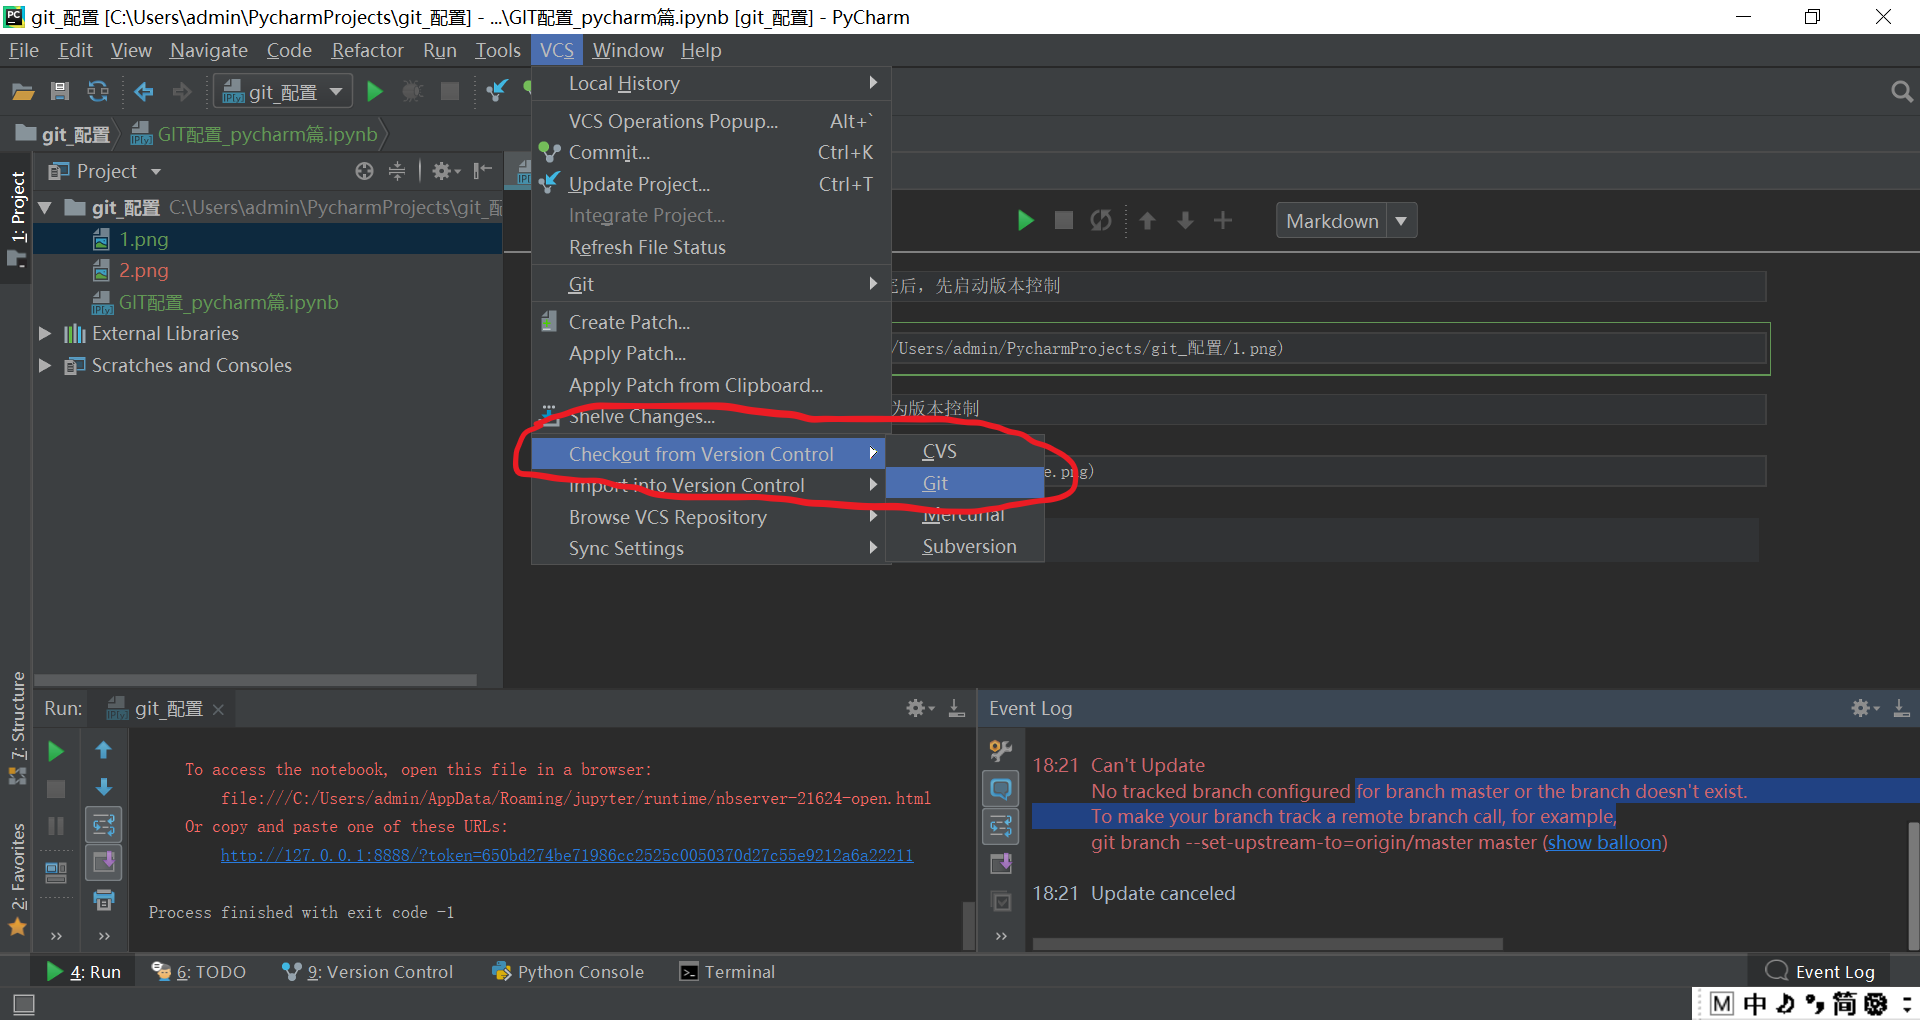 git_配置 [C:\Users\admin\PycharmProjects\git_配置] - ...\GIT配置_pycharm篇.ipynb [git_配置] - PyCharm
File Edit View Navigate Code Refactor Run Tools VCS Window Help
git_配置
git_配置 GIT配置_pycharm篇.ipynb
Local History
VCS Operations Popup... Alt+`
Commit... Ctrl+K
Update Project... Ctrl+T
Integrate Project...
Refresh File Status
Git
Create Patch...
Apply Patch...
Apply Patch from Clipboard...
Shelve Changes...
Checkout from Version Control
Import into Version Control
Browse VCS Repository
Sync Settings
CVS
Git
Mercurial
Subversion
1: Project
Project
git_配置 C:\Users\admin\PycharmProjects\git_
1.png
2.png
GIT配置_pycharm篇.ipynb
External Libraries
Scratches and Consoles
Markdown
后，先启动版本控制
/Users/admin/PycharmProjects/git_配置/1.png)
为版本控制
e.png)
7: Structure
2: Favorites
Run: git_配置
To access the notebook, open this file in a browser:
file:///C:/Users/admin/AppData/Roaming/jupyter/runtime/nbserver-21624-open.html
Or copy and paste one of these URLs:
http://127.0.0.1:8888/?token=650bd274be71986cc2525c0050370d27c55e9212a6a22211
Process finished with exit code -1
Event Log
18:21 Can't Update
No tracked branch configured for branch master or the branch doesn't exist.
To make your branch track a remote branch call, for example,
git branch --set-upstream-to=origin/master master (show balloon)
18:21 Update canceled
4: Run 6: TODO 9: Version Control Python Console Terminal Event Log
M 中 简